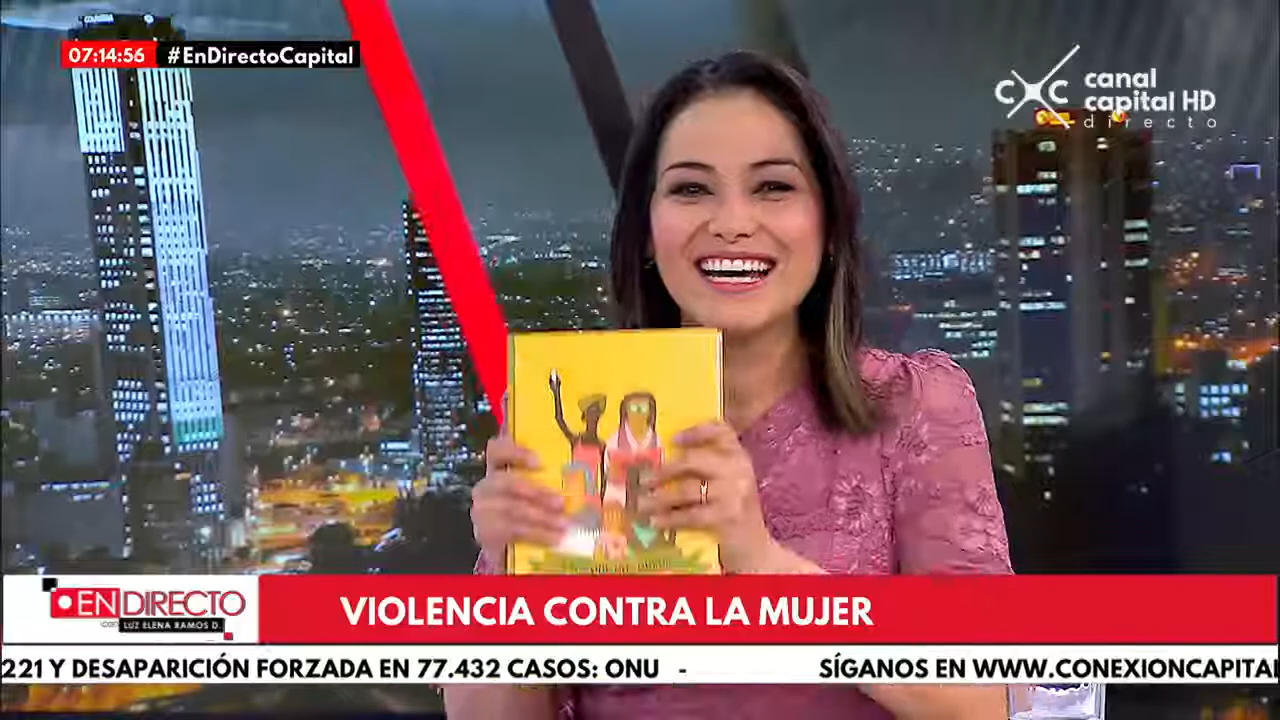 07:14:56 #EnDirectoCapital
canal
capital HD
directo
VIOLENCIA CONTRA LA MUJER
EN DIRECTO
CON LUZ ELENA RAMOS D.
221 Y DESAPARICIÓN FORZADA EN 77.432 CASOS: ONU - SÍGANOS EN WWW.CONEXIONCAPITAL